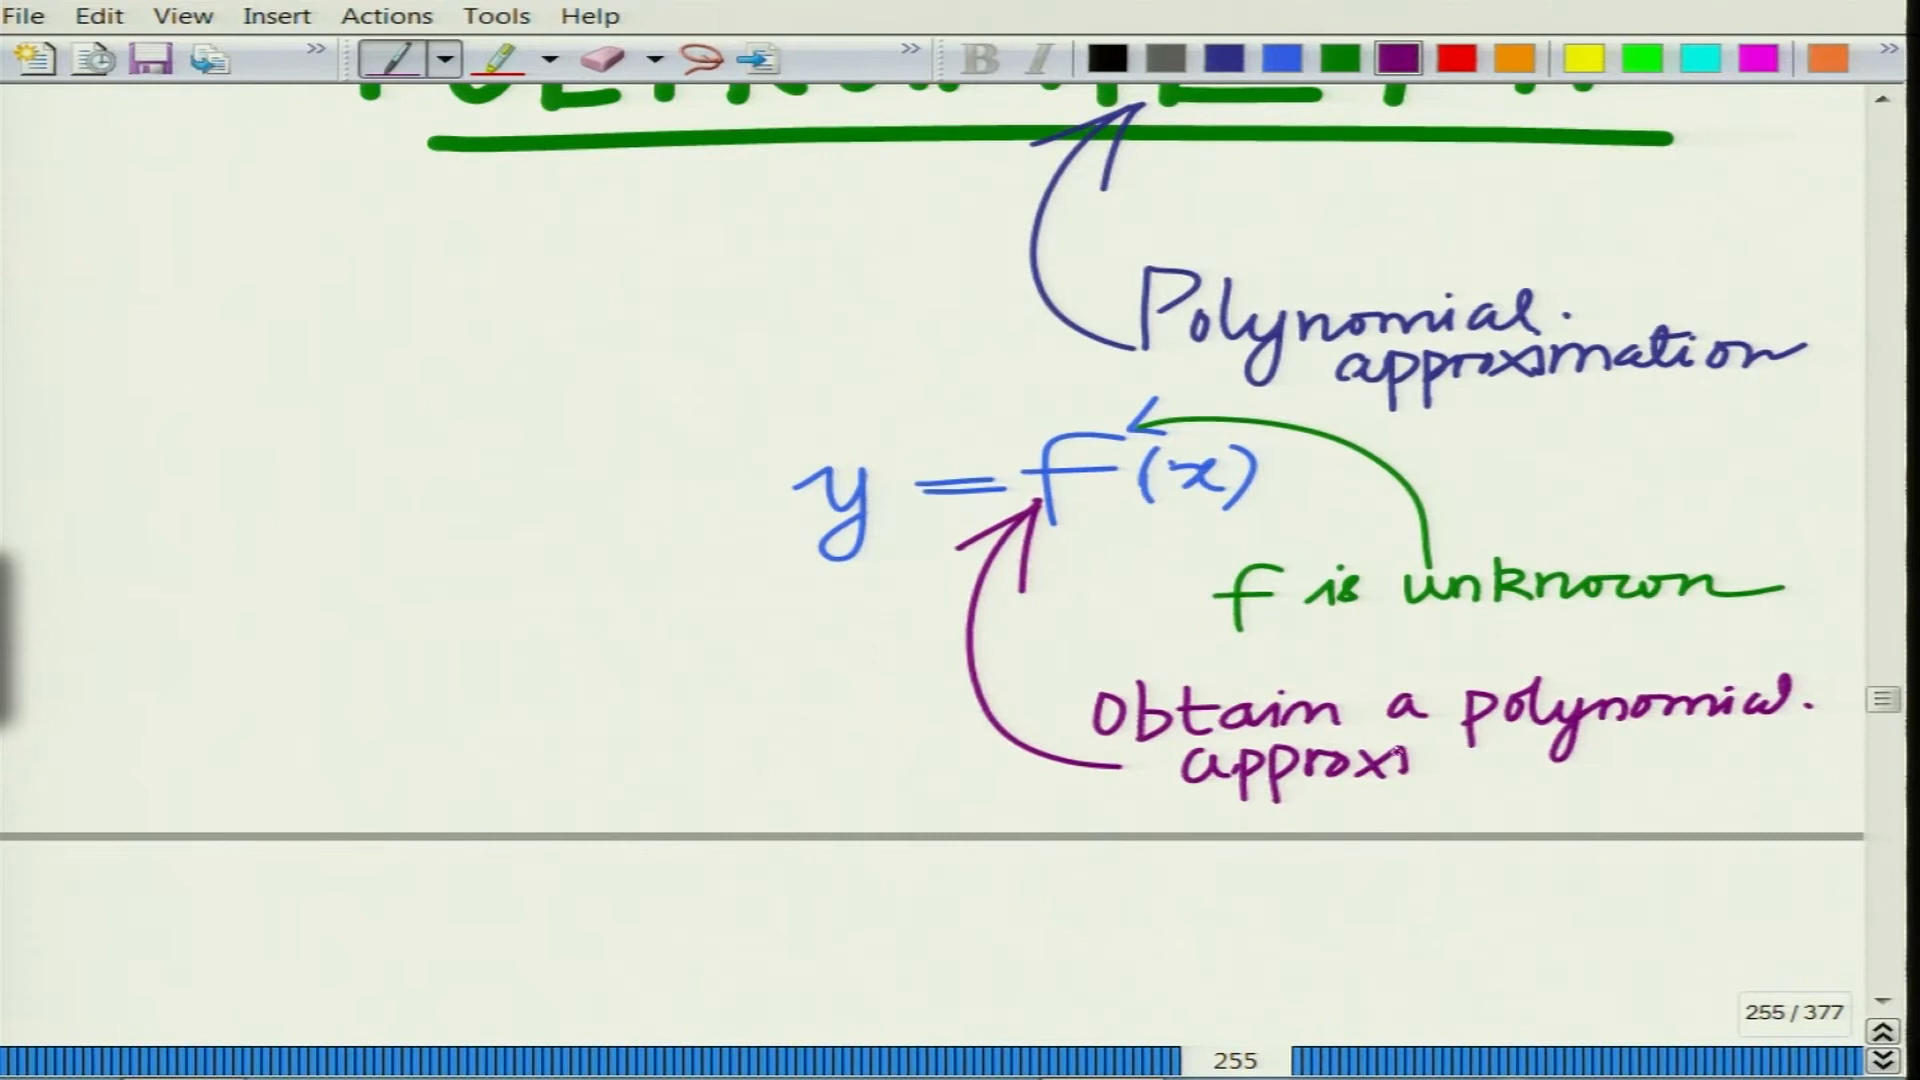 File Edit View Insert Actions Tools Help
B I
Polynomial.
approximation
y = f(x)
f is unknown
Obtain a polynomial.
approxi
255 / 377
255